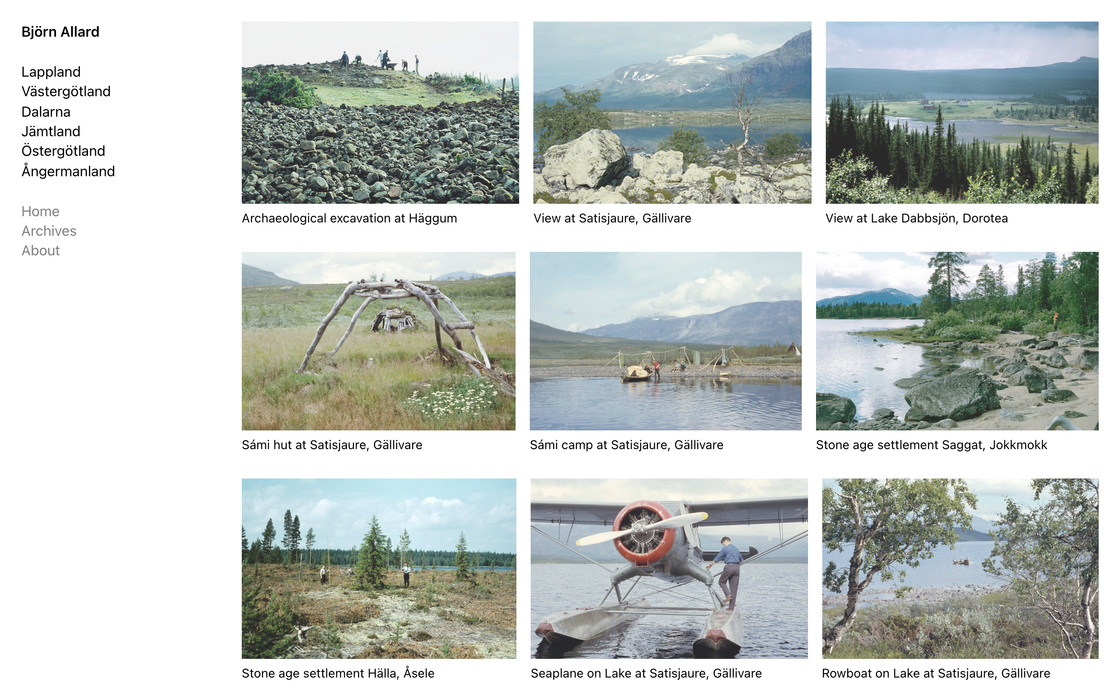 Björn Allard
Lappland
Västergötland
Dalarna
Jämtland
Östergötland
Ångermanland
Home
Archives
About
Archaeological excavation at Häggum
View at Satisjaure, Gällivare
View at Lake Dabbsjön, Dorotea
Sámi hut at Satisjaure, Gällivare
Sámi camp at Satisjaure, Gällivare
Stone age settlement Saggat, Jokkmokk
Stone age settlement Hälla, Åsele
Seaplane on Lake at Satisjaure, Gällivare
Rowboat on Lake at Satisjaure, Gällivare